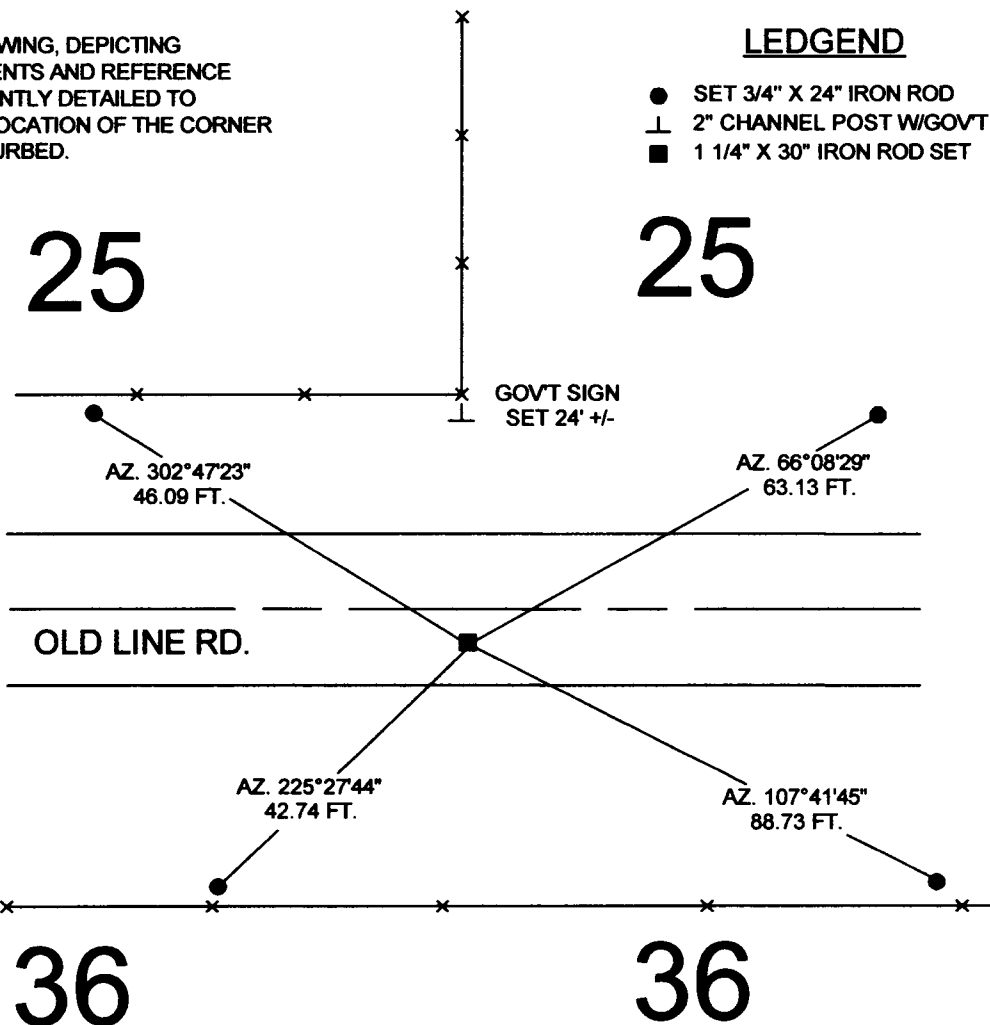 WING, DEPICTING
ENTS AND REFERENCE
NTLY DETAILED TO
OCATION OF THE CORNER
URBED.
LEDGEND
SET 3/4" X 24" IRON ROD
2" CHANNEL POST W/GOV'T
1 1/4" X 30" IRON ROD SET
25
25
GOV'T SIGN
SET 24' +/-
AZ. 302°47'23"
46.09 FT.
AZ. 66°08'29"
63.13 FT.
OLD LINE RD.
AZ. 225°27'44"
42.74 FT.
AZ. 107°41'45"
88.73 FT.
36
36